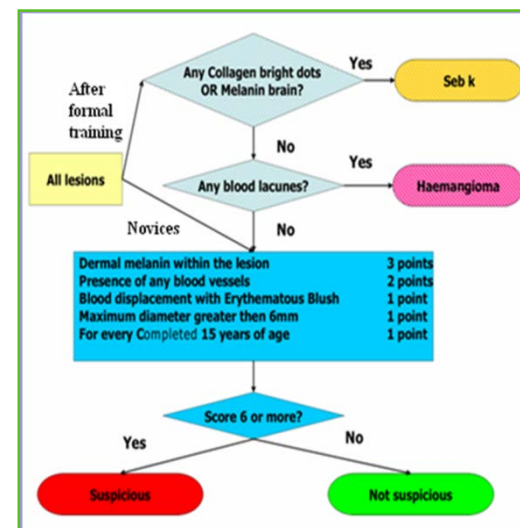 Any Collagen bright dots
OR Melanin brain?
Yes
Seb k
After
formal
training
No
All lesions
Any blood lacunes?
Yes
Haemangioma
Novices
No
Dermal melanin within the lesion 3 points
Presence of any blood vessels 2 points
Blood displacement with Erythematous Blush 1 point
Maximum diameter greater then 6mm 1 point
For every Completed 15 years of age 1 point
Score 6 or more?
Yes
No
Suspicious
Not suspicious